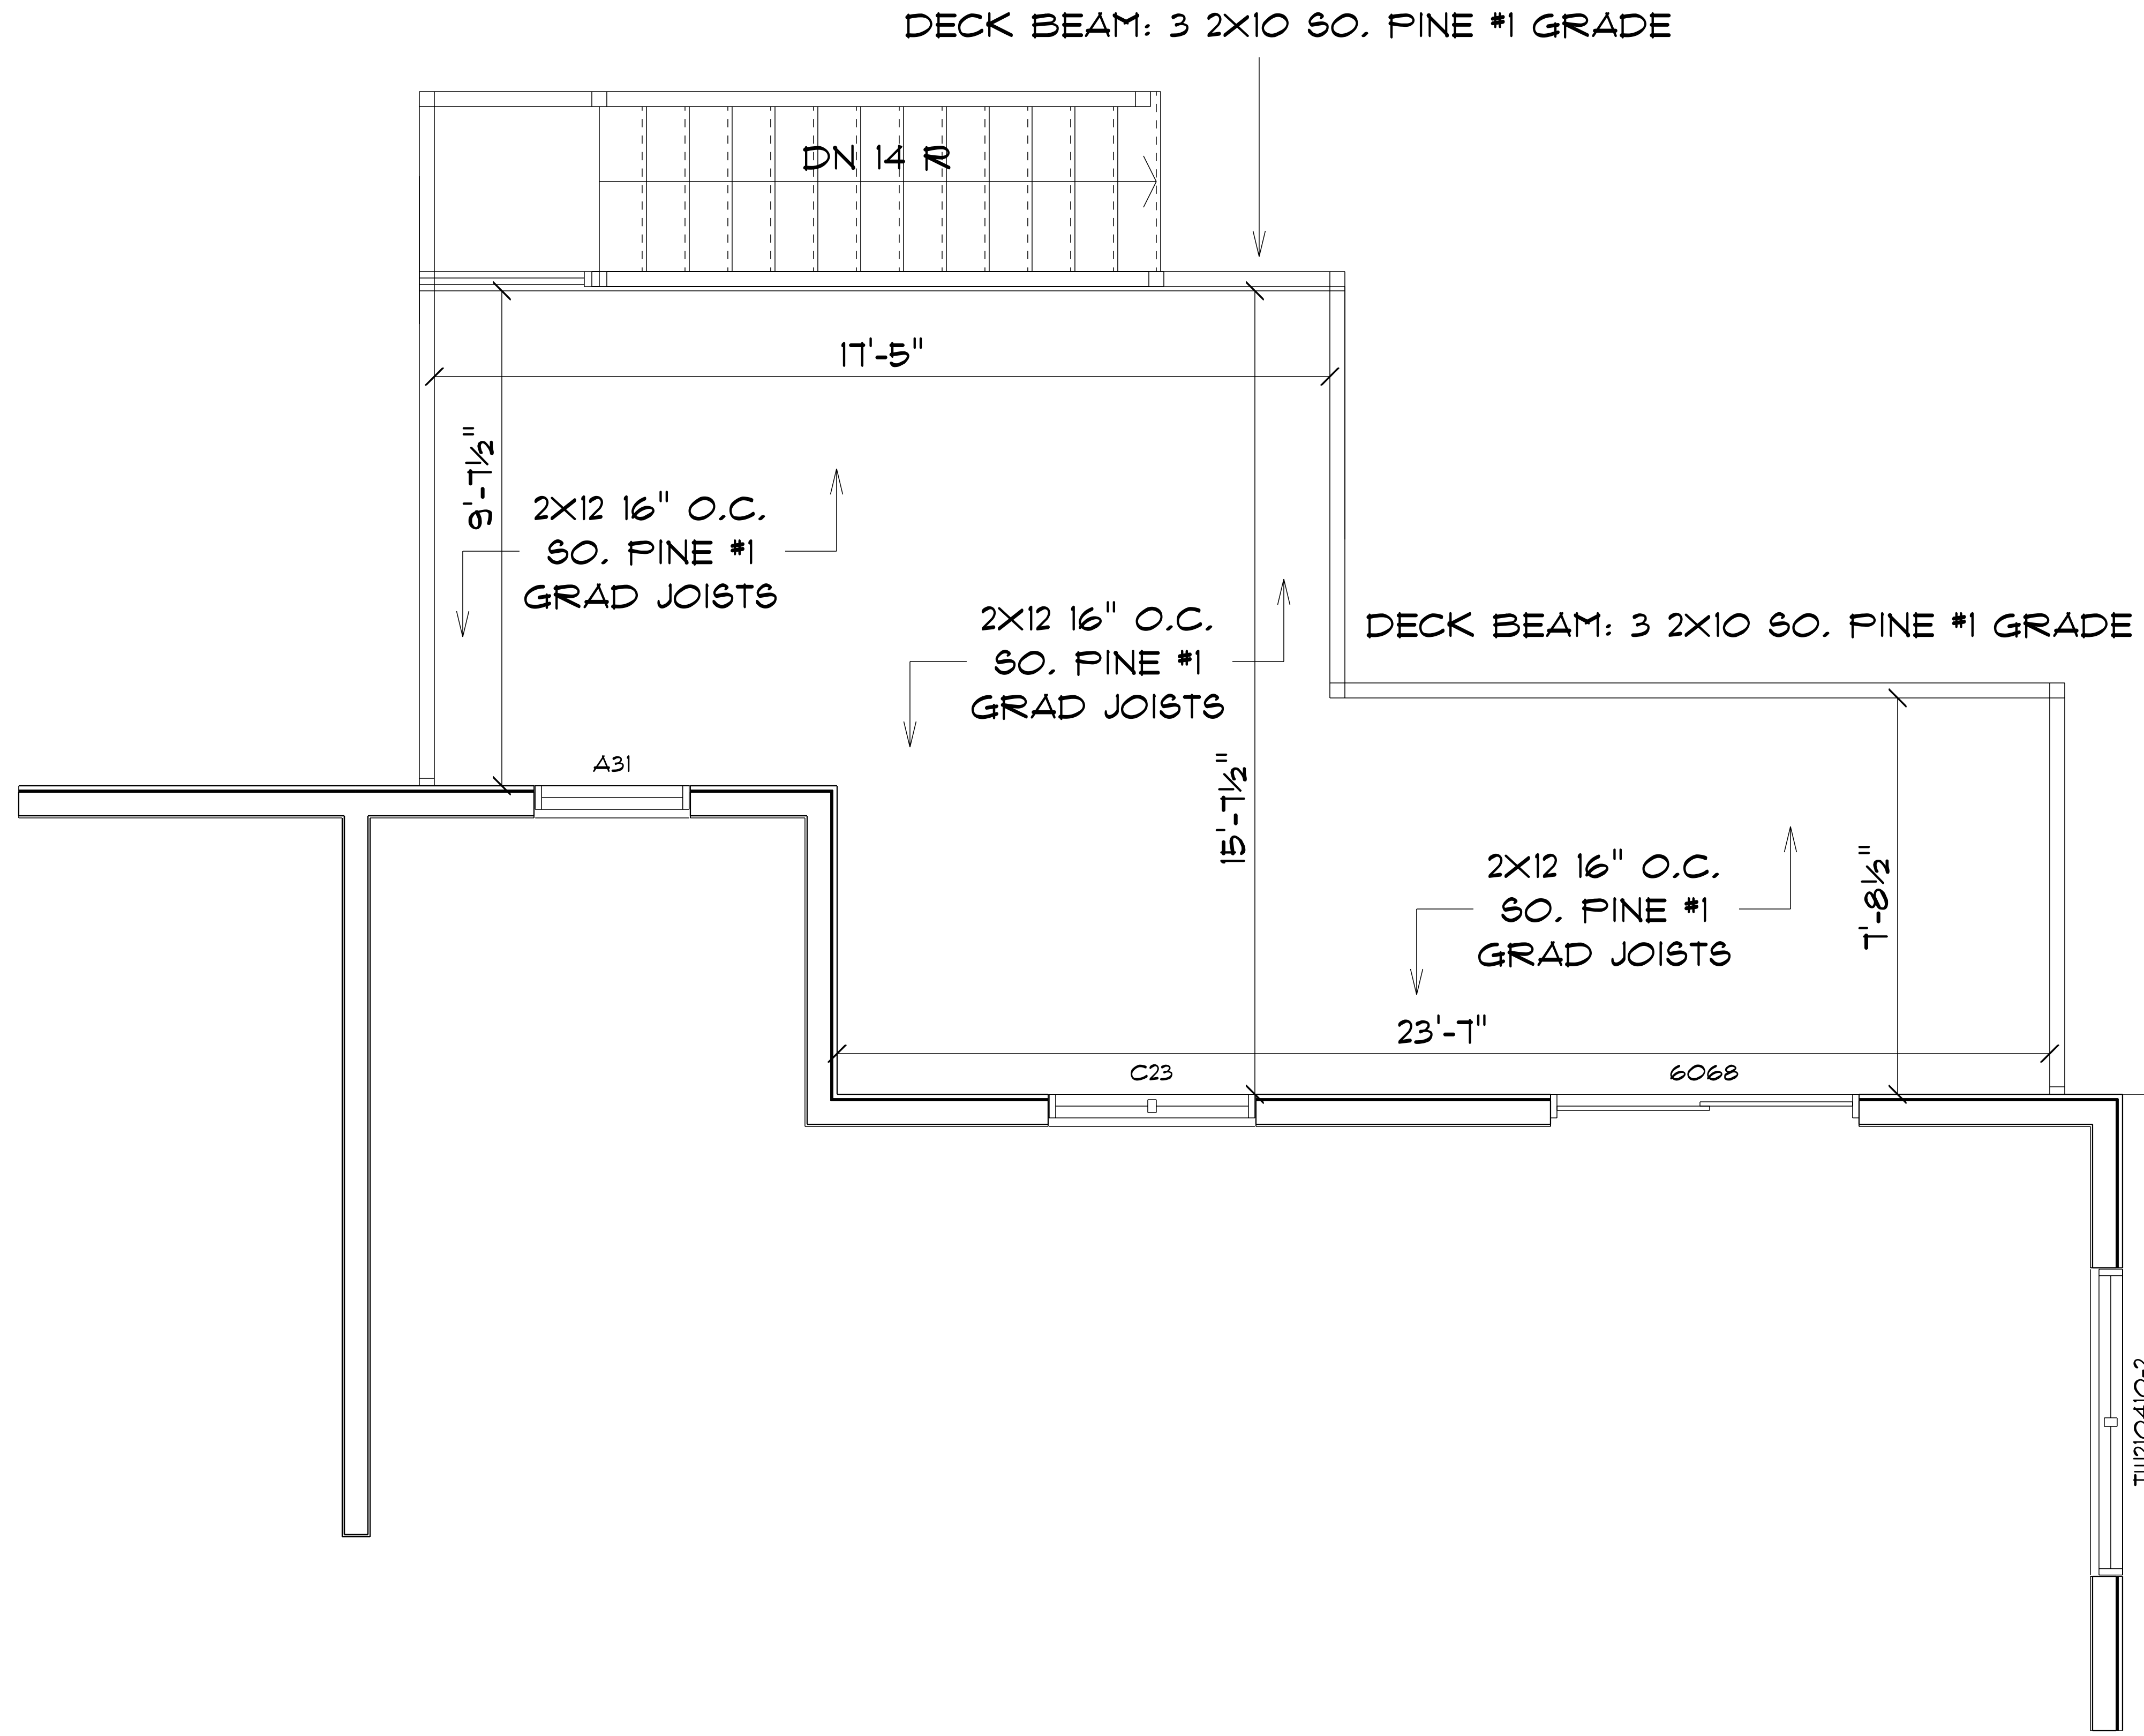 DECK BEAM: 3 2X10 SO. PINE #1 GRADE
DN 14 R
17'-5"
9'-7½"
2X12 16" O.C.
SO. PINE #1
GRAD JOISTS
2X12 16" O.C.
SO. PINE #1
GRAD JOISTS
DECK BEAM: 3 2X10 SO. PINE #1 GRADE
A31
15'-7½"
2X12 16" O.C.
SO. PINE #1
GRAD JOISTS
7'-8½"
23'-7"
C23
6068